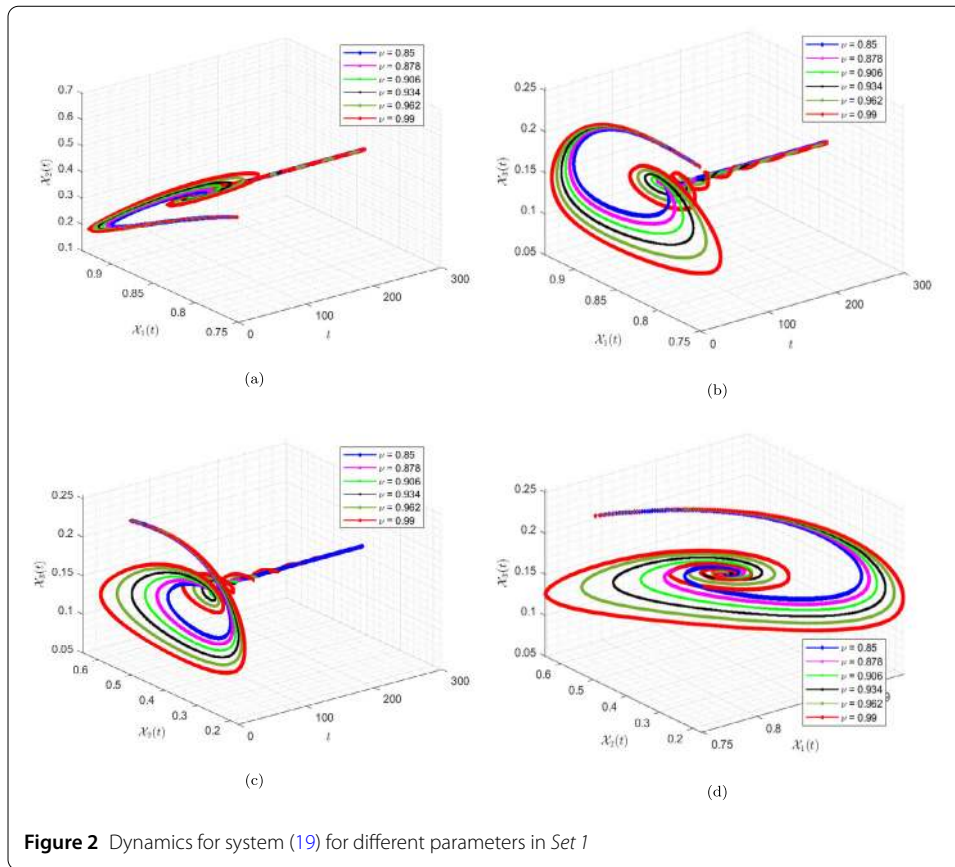 0.7
0.6
0.5
0.4
0.3
0.2
0.1
𝒳₂(t)
0.9
0.85
0.8
0.75
𝒳₁(t)
0
100
200
300
t
ν = 0.85
ν = 0.878
ν = 0.906
ν = 0.934
ν = 0.962
ν = 0.99
(a)
0.25
0.2
0.15
0.1
0.05
𝒳₃(t)
0.9
0.85
0.8
0.75
𝒳₁(t)
0
100
200
300
t
ν = 0.85
ν = 0.878
ν = 0.906
ν = 0.934
ν = 0.962
ν = 0.99
(b)
0.25
0.2
0.15
0.1
0.05
𝒳₃(t)
0.6
0.5
0.4
0.3
0.2
𝒳₂(t)
0
100
200
300
t
ν = 0.85
ν = 0.878
ν = 0.906
ν = 0.934
ν = 0.962
ν = 0.99
(c)
0.25
0.2
0.15
0.1
0.05
𝒳₃(t)
0.6
0.5
0.4
0.3
0.2
𝒳₂(t)
0.75
0.8
𝒳₁(t)
ν = 0.85
ν = 0.878
ν = 0.906
ν = 0.934
ν = 0.962
ν = 0.99
(d)
Figure 2 Dynamics for system (19) for different parameters in Set 1